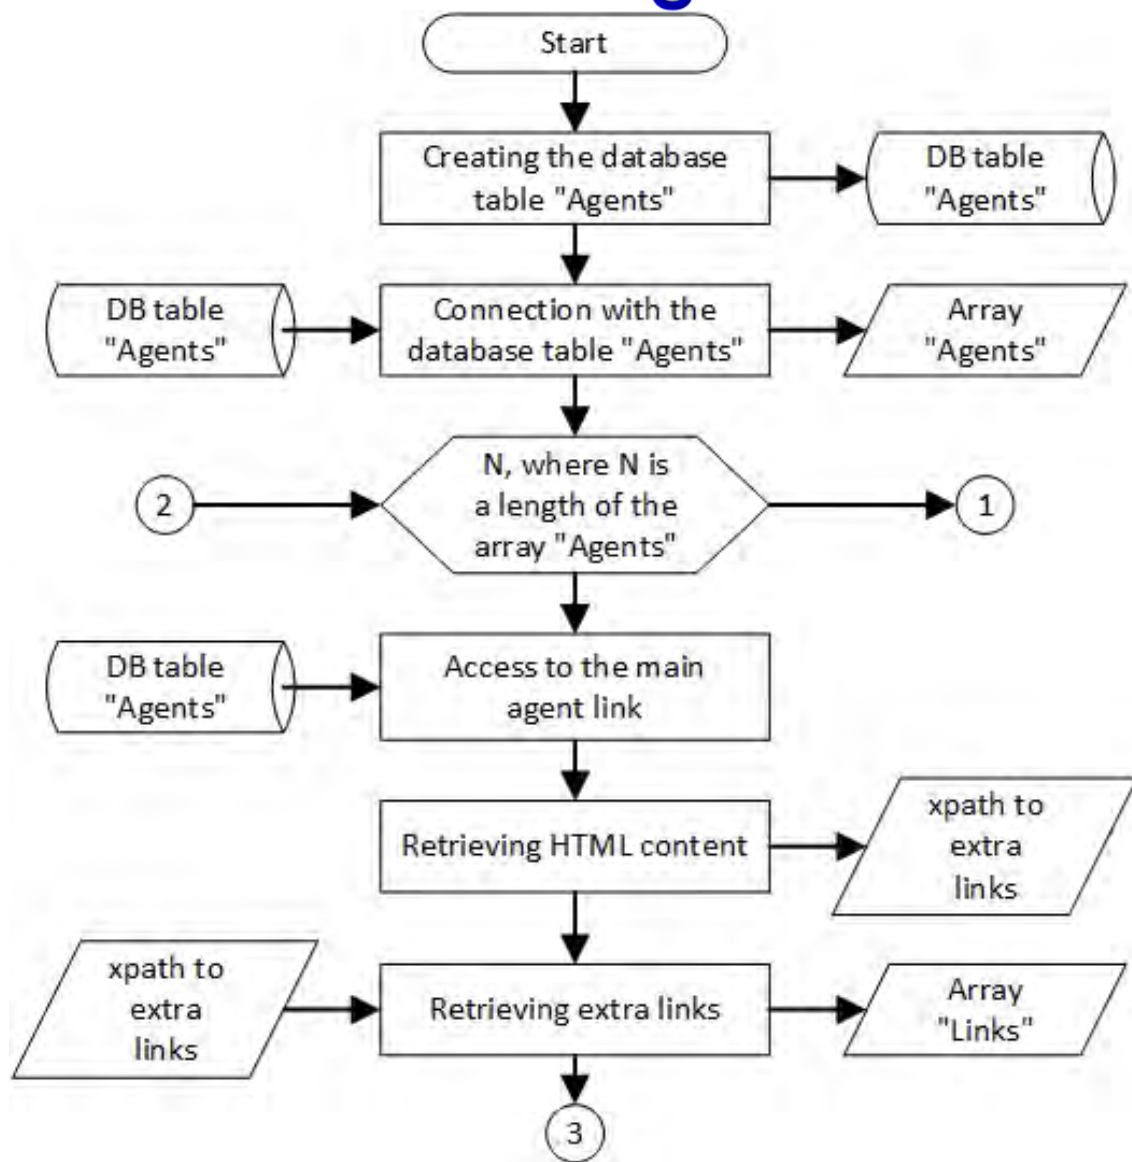 Start
Creating the database
table "Agents"
DB table
"Agents"
DB table
"Agents"
Connection with the
database table "Agents"
Array
"Agents"
2
N, where N is
a length of the
array "Agents"
1
DB table
"Agents"
Access to the main
agent link
Retrieving HTML content
xpath to
extra
links
xpath to
extra
links
Retrieving extra links
Array
"Links"
3